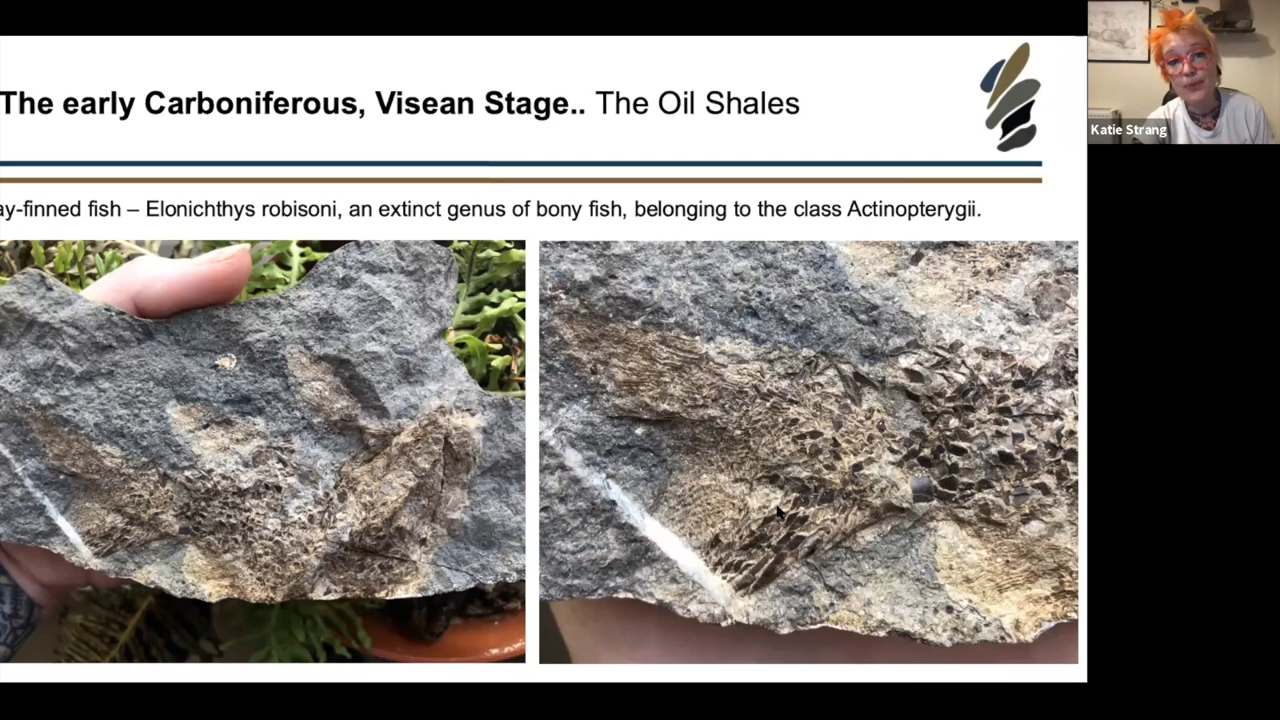 The early Carboniferous, Visean Stage.. The Oil Shales
ay-finned fish – Elonichthys robisoni, an extinct genus of bony fish, belonging to the class Actinopterygii.
Katie Strang